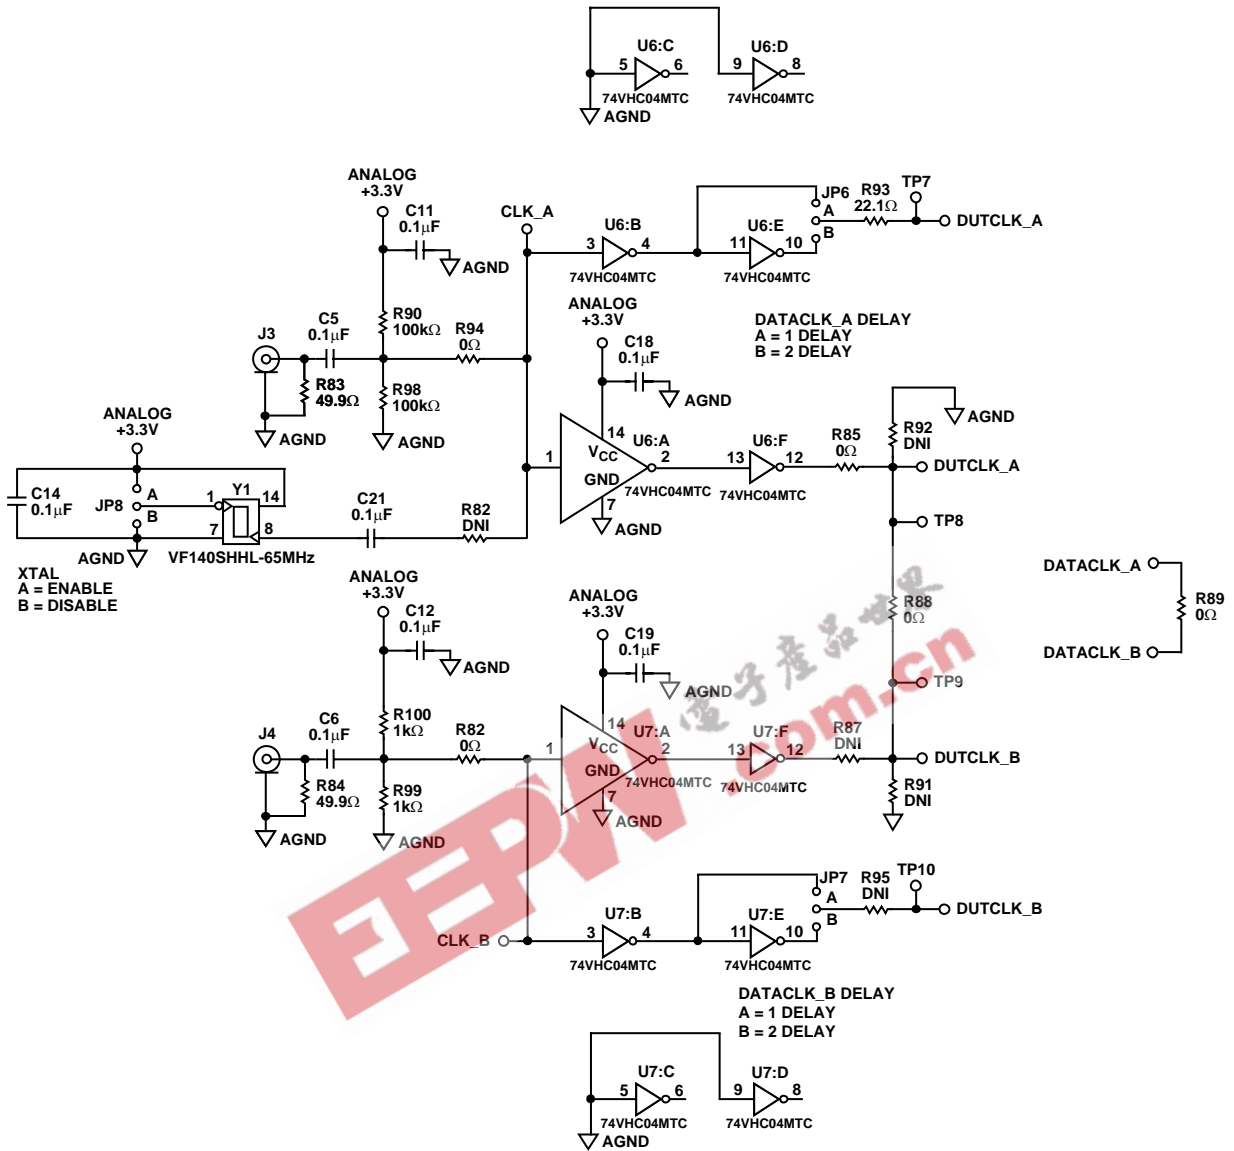 U6:C
U6:D
5
6
9
8
74VHC04MTC
74VHC04MTC
AGND
ANALOG
+3.3V
C11
0.1μF
AGND
CLK_A
U6:B
3
4
74VHC04MTC
U6:E
11
10
74VHC04MTC
JP6
A
B
R93
22.1Ω
TP7
DUTCLK_A
DATACLK_A DELAY
A = 1 DELAY
B = 2 DELAY
J3
C5
0.1μF
R90
100kΩ
R94
0Ω
R83
49.9Ω
R98
100kΩ
AGND
AGND
ANALOG
+3.3V
C18
0.1μF
AGND
14
VCC
U6:A
1
2
GND
74VHC04MTC
7
AGND
U6:F
13
12
74VHC04MTC
R85
0Ω
R92
DNI
AGND
DUTCLK_A
TP8
ANALOG
+3.3V
C14
0.1μF
JP8
A
B
1
Y1
14
7
8
AGND
VF140SHHL-65MHz
XTAL
A = ENABLE
B = DISABLE
C21
0.1μF
R82
DNI
DATACLK_A
R89
0Ω
DATACLK_B
R88
0Ω
TP9
ANALOG
+3.3V
C12
0.1μF
AGND
ANALOG
+3.3V
C19
0.1μF
AGND
J4
C6
0.1μF
R100
1kΩ
R82
0Ω
R84
49.9Ω
R99
1kΩ
AGND
AGND
14
VCC
U7:A
1
2
GND
74VHC04MTC
7
AGND
U7:F
13
12
74VHC04MTC
R87
DNI
DUTCLK_B
R91
DNI
電子產品世界
.com.cn
EEPW
CLK_B
U7:B
3
4
74VHC04MTC
U7:E
11
10
74VHC04MTC
JP7
A
B
R95
DNI
TP10
DUTCLK_B
DATACLK_B DELAY
A = 1 DELAY
B = 2 DELAY
U7:C
U7:D
5
6
9
8
74VHC04MTC
74VHC04MTC
AGND